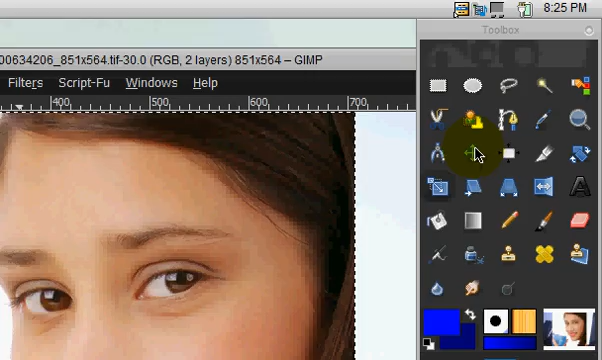 8:25 PM
Toolbox
00634206_851x564.tif-30.0 (RGB, 2 layers) 851x564 – GIMP
Filters Script-Fu Windows Help
400 500 600 700